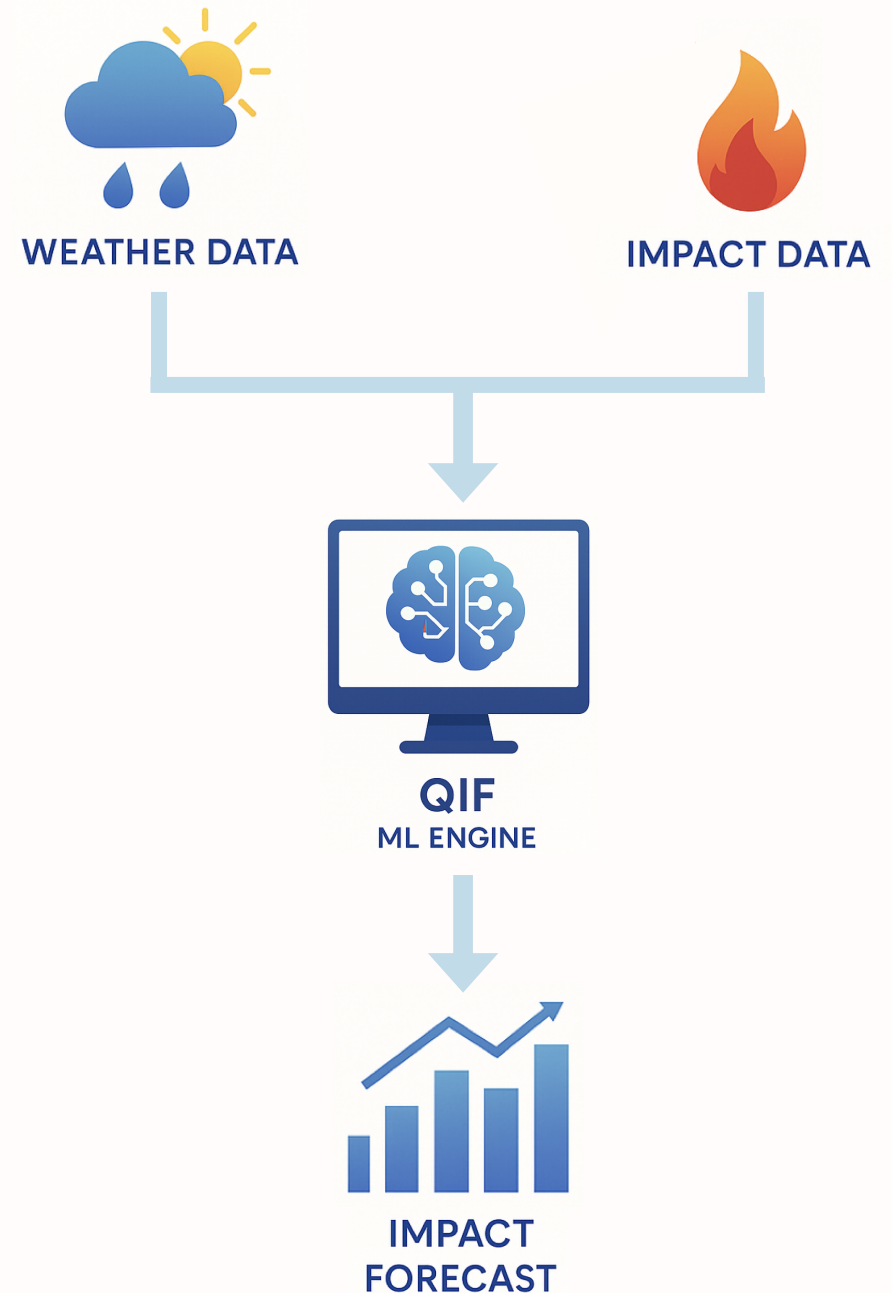 WEATHER DATA
IMPACT DATA
QIF
ML ENGINE
IMPACT
FORECAST